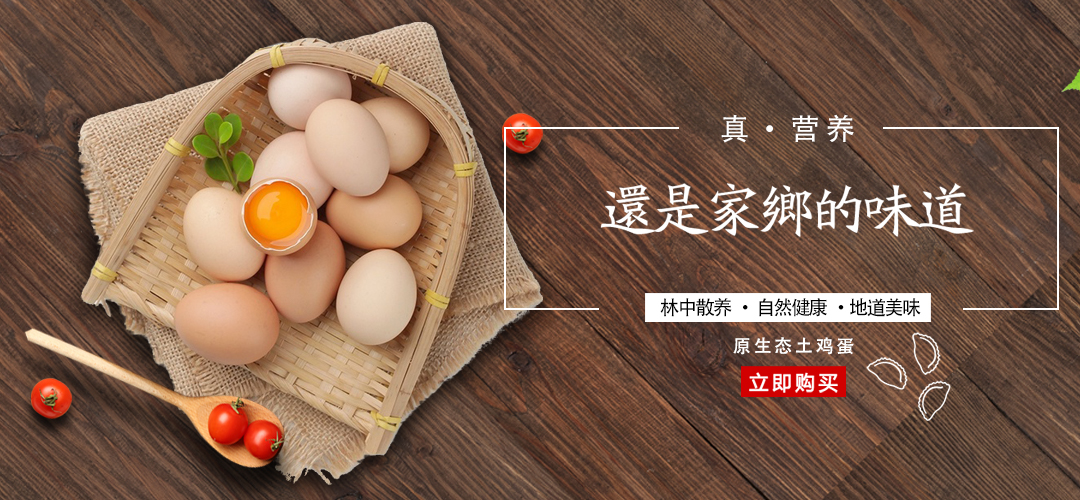 真·营养
還是家鄉的味道
林中散养 · 自然健康 · 地道美味
原生态土鸡蛋
立即购买